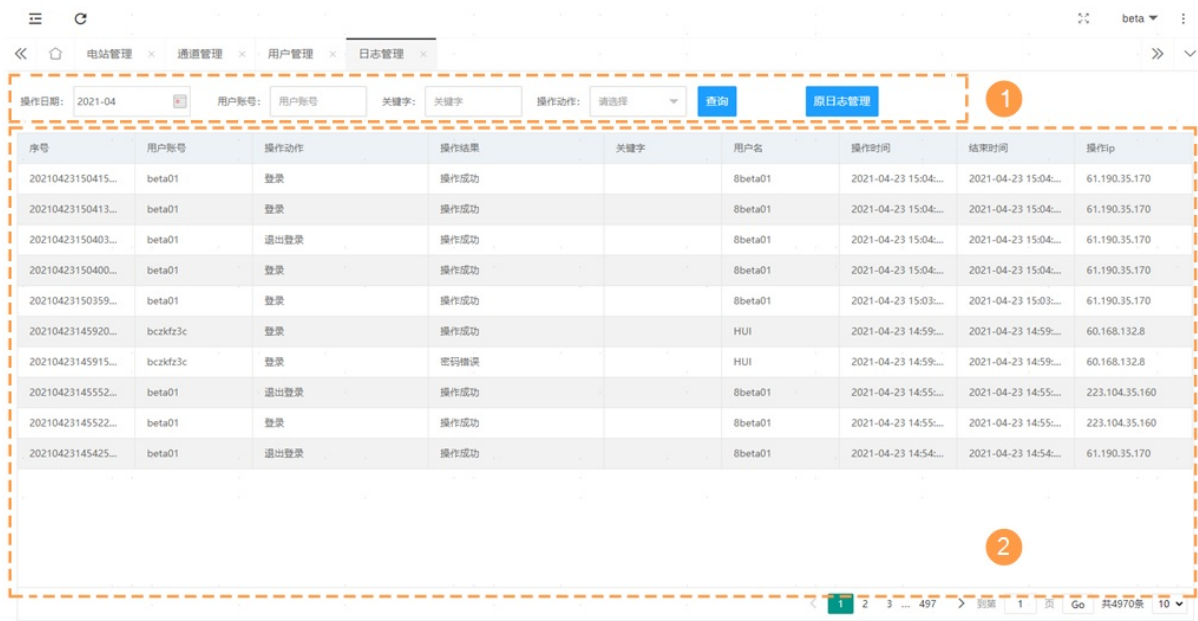 beta
电站管理 通道管理 用户管理 日志管理
操作日期: 2021-04 用户账号: 用户账号 关键字: 关键字 操作动作: 请选择 查询 原日志管理 1
序号 用户账号 操作动作 操作结果 关键字 用户名 操作时间 结束时间 操作ip
20210423150415... beta01 登录 操作成功 8beta01 2021-04-23 15:04:... 2021-04-23 15:04:... 61.190.35.170
20210423150413... beta01 登录 操作成功 8beta01 2021-04-23 15:04:... 2021-04-23 15:04:... 61.190.35.170
20210423150403... beta01 退出登录 操作成功 8beta01 2021-04-23 15:04:... 2021-04-23 15:04:... 61.190.35.170
20210423150400... beta01 登录 操作成功 8beta01 2021-04-23 15:04:... 2021-04-23 15:04:... 61.190.35.170
20210423150359... beta01 登录 操作成功 8beta01 2021-04-23 15:03:... 2021-04-23 15:03:... 61.190.35.170
20210423145920... bczkfz3c 登录 操作成功 HUI 2021-04-23 14:59:... 2021-04-23 14:59:... 60.168.132.8
20210423145915... bczkfz3c 登录 密码错误 HUI 2021-04-23 14:59:... 2021-04-23 14:59:... 60.168.132.8
20210423145552... beta01 退出登录 操作成功 8beta01 2021-04-23 14:55:... 2021-04-23 14:55:... 223.104.35.160
20210423145522... beta01 登录 操作成功 8beta01 2021-04-23 14:55:... 2021-04-23 14:55:... 223.104.35.160
20210423145425... beta01 退出登录 操作成功 8beta01 2021-04-23 14:54:... 2021-04-23 14:54:... 61.190.35.170
2
1 2 3 ... 497 到第 1 页 Go 共4970条 10